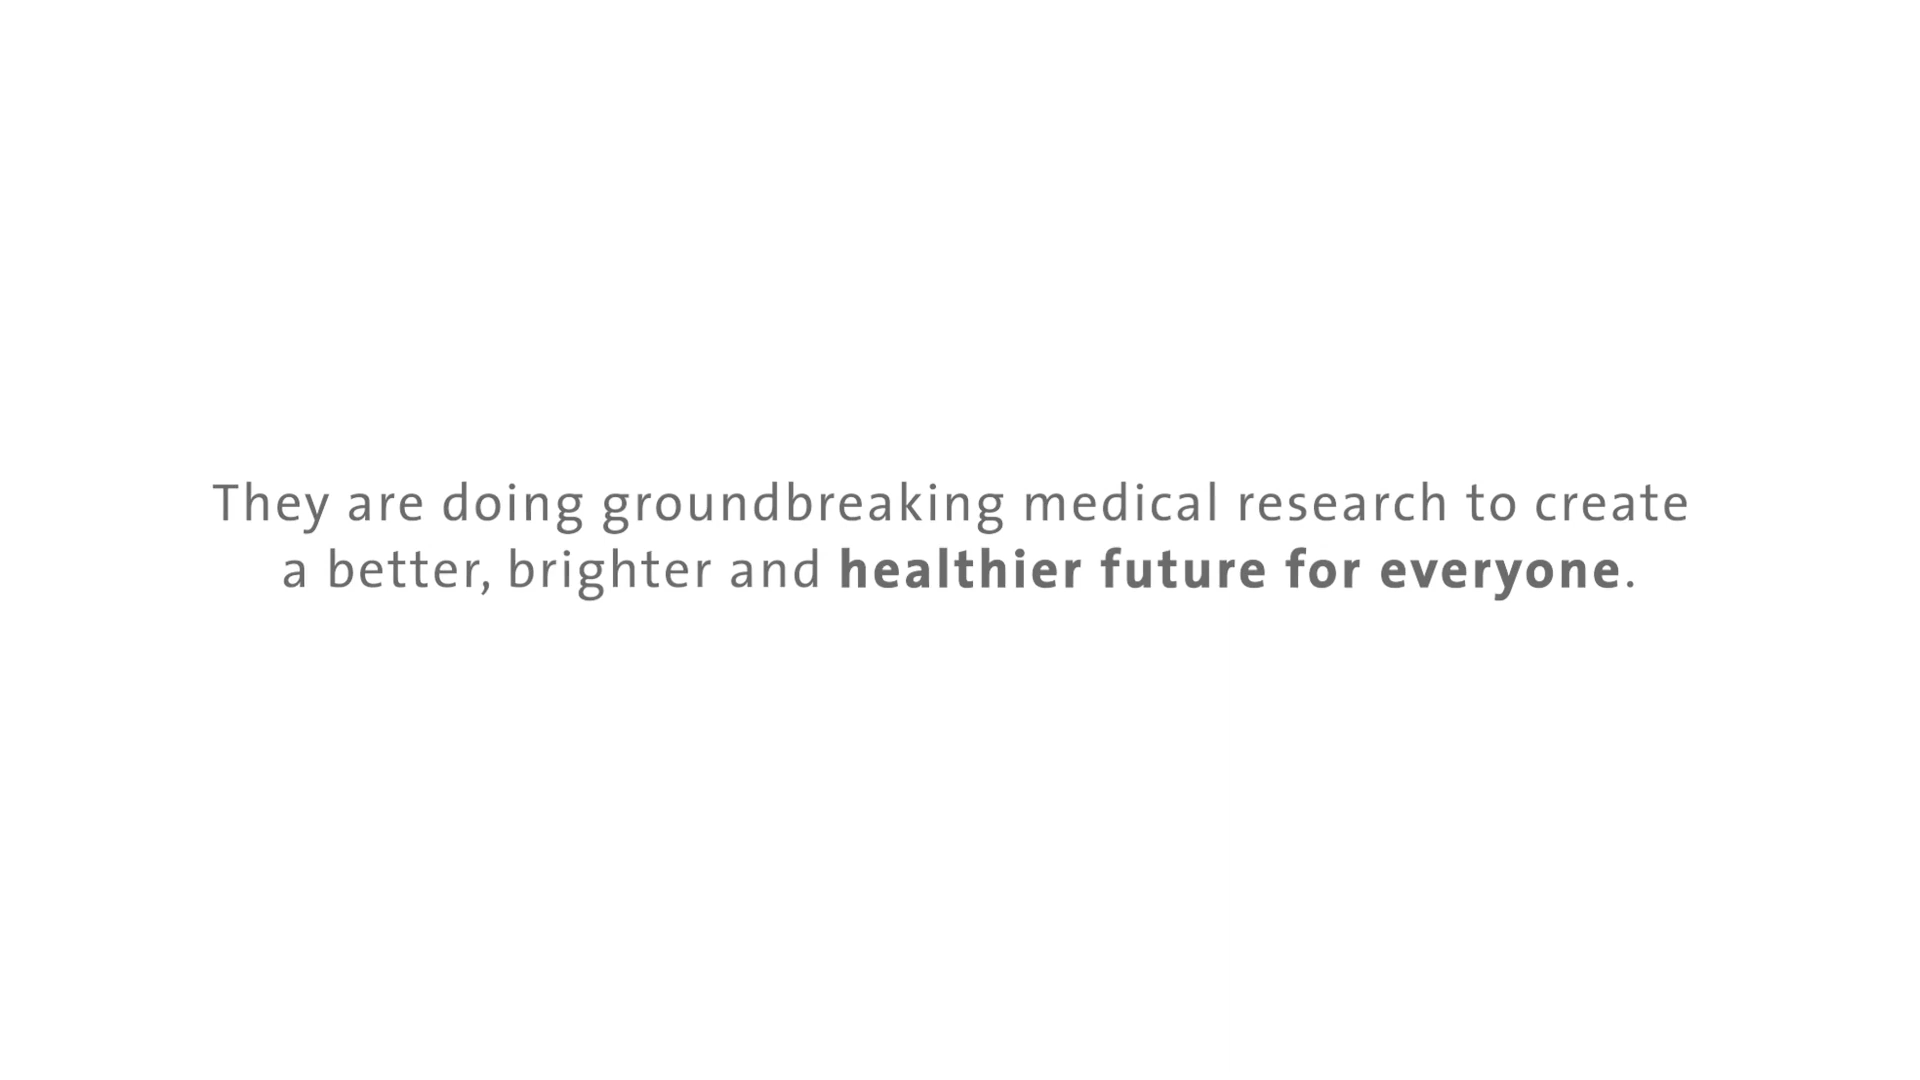 They are doing groundbreaking medical research to create
a better, brighter and healthier future for everyone.